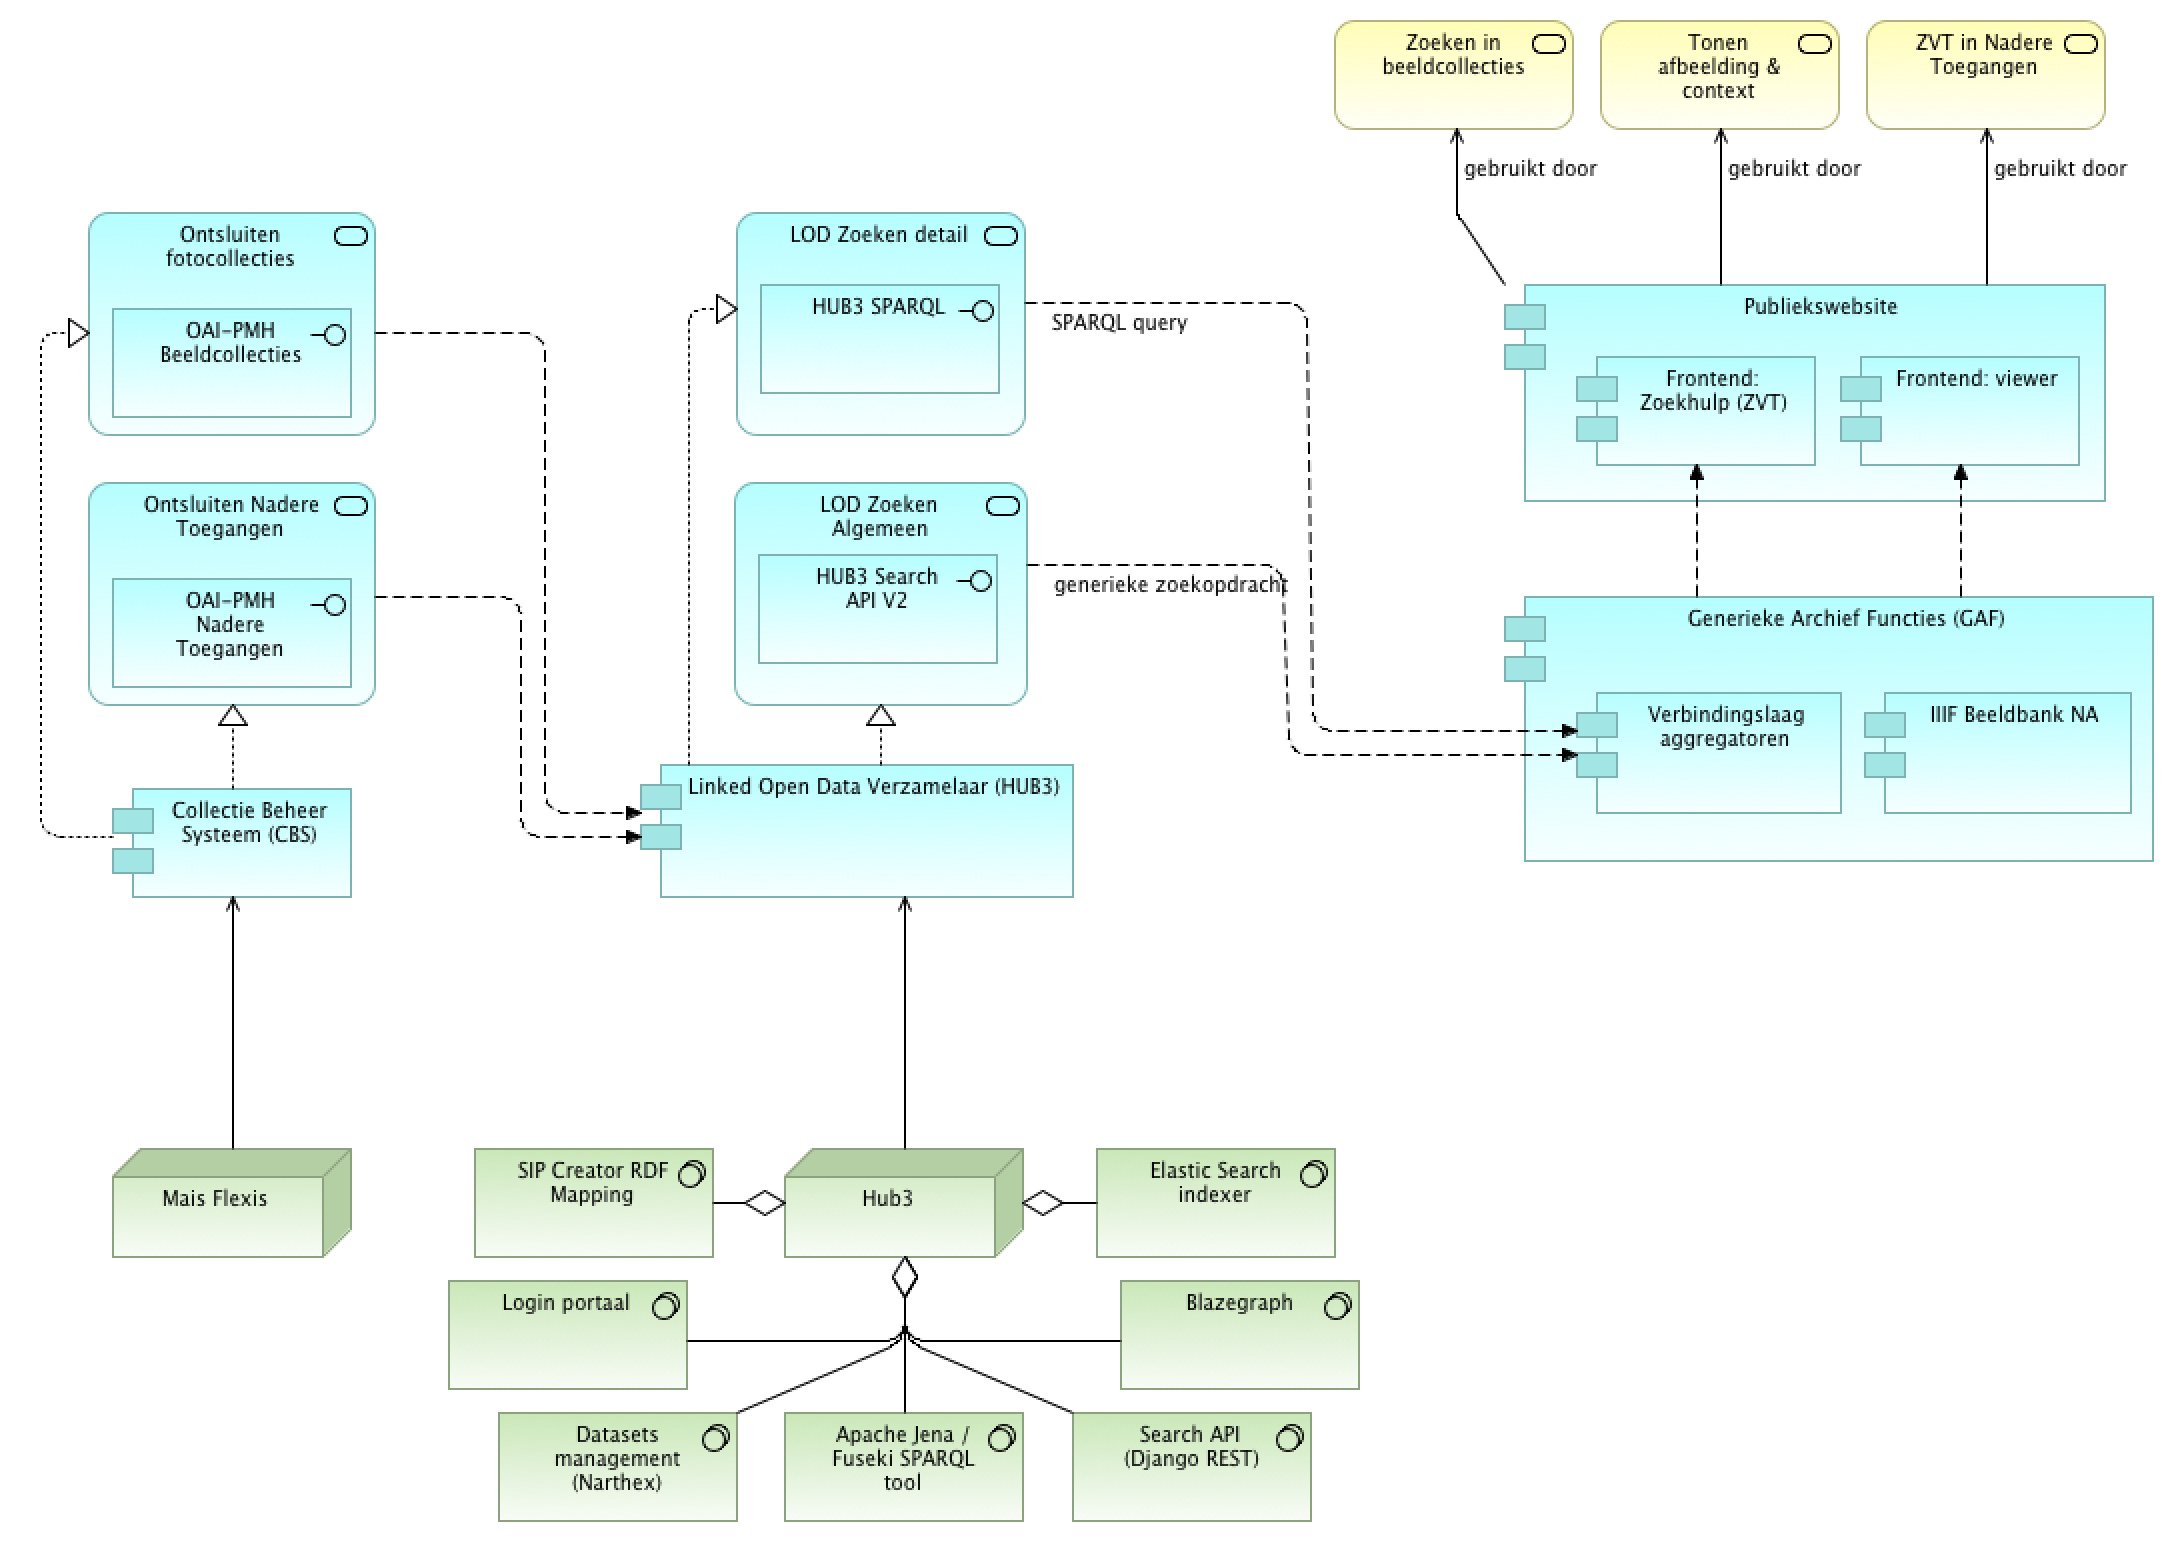 Zoeken in
beeldcollecties
Tonen
afbeelding &
context
ZVT in Nadere
Toegangen
gebruikt door
gebruikt door
gebruikt door
Ontsluiten
fotocollecties
OAI-PMH
Beeldcollecties
LOD Zoeken detail
HUB3 SPARQL
SPARQL query
Publiekswebsite
Frontend:
Zoekhulp (ZVT)
Frontend: viewer
Ontsluiten Nadere
Toegangen
OAI-PMH
Nadere
Toegangen
LOD Zoeken
Algemeen
HUB3 Search
API V2
generieke zoekopdracht
Generieke Archief Functies (GAF)
Verbindingslaag
aggregatoren
IIIF Beeldbank NA
Collectie Beheer
Systeem (CBS)
Linked Open Data Verzamelaar (HUB3)
Mais Flexis
SIP Creator RDF
Mapping
Hub3
Elastic Search
indexer
Login portaal
Blazegraph
Datasets
management
(Narthex)
Apache Jena /
Fuseki SPARQL
tool
Search API
(Django REST)